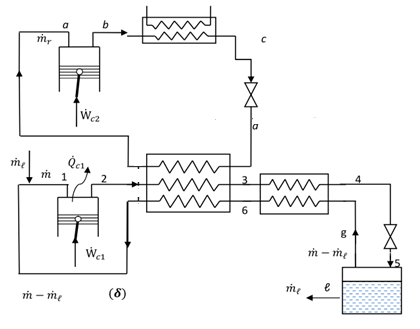 a b
ṁᵣ
c
Ẇc2
a
ṁℓ Q̇c1
ṁ 1 2 3 4
6
g
Ẇc1 ṁ − ṁℓ
5
ṁ − ṁℓ (δ) ṁℓ ℓ